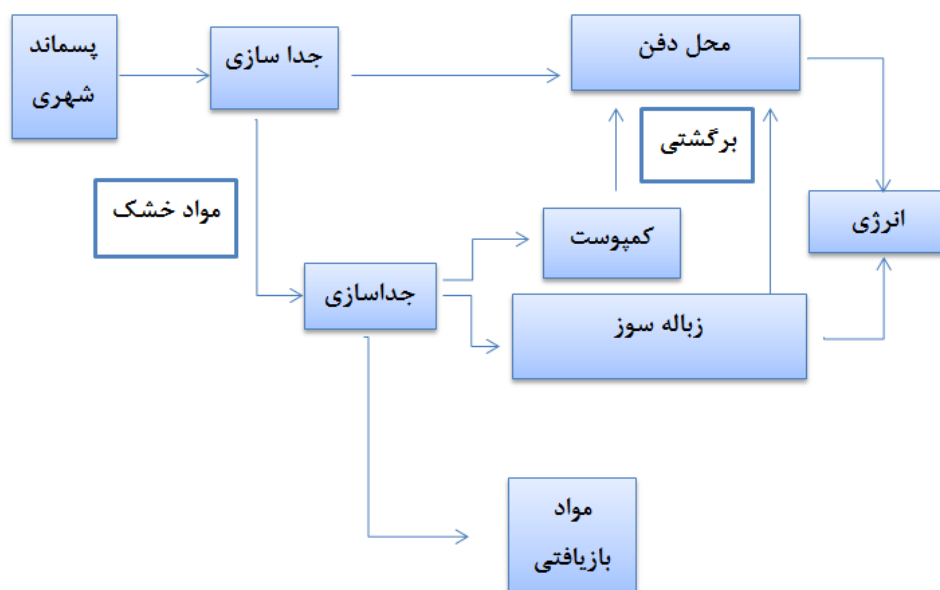 پسماند
شهری
جدا سازی
محل دفن
برگشتی
مواد خشک
انرژی
کمپوست
جداسازی
زباله سوز
مواد
بازیافتی